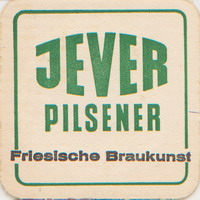 JEVER
PILSENER
Friesische Braukunst